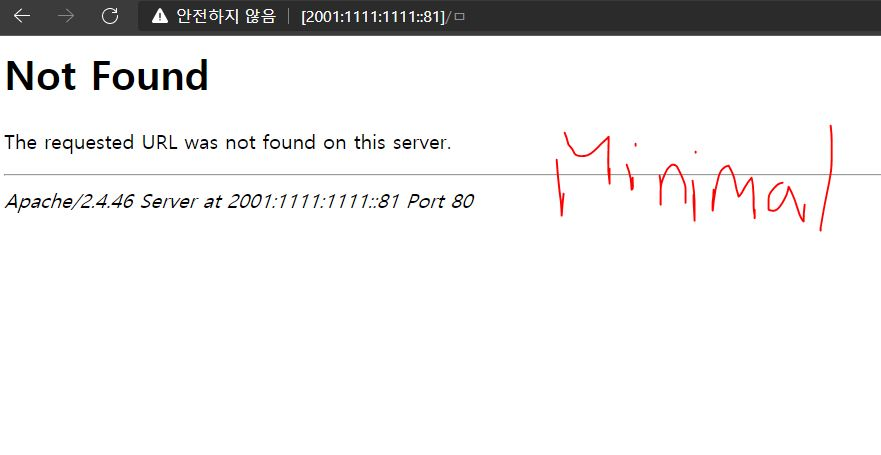 안전하지 않음 | [2001:1111:1111::81]/ㅁ
Not Found
The requested URL was not found on this server.
Minimal
Apache/2.4.46 Server at 2001:1111:1111::81 Port 80